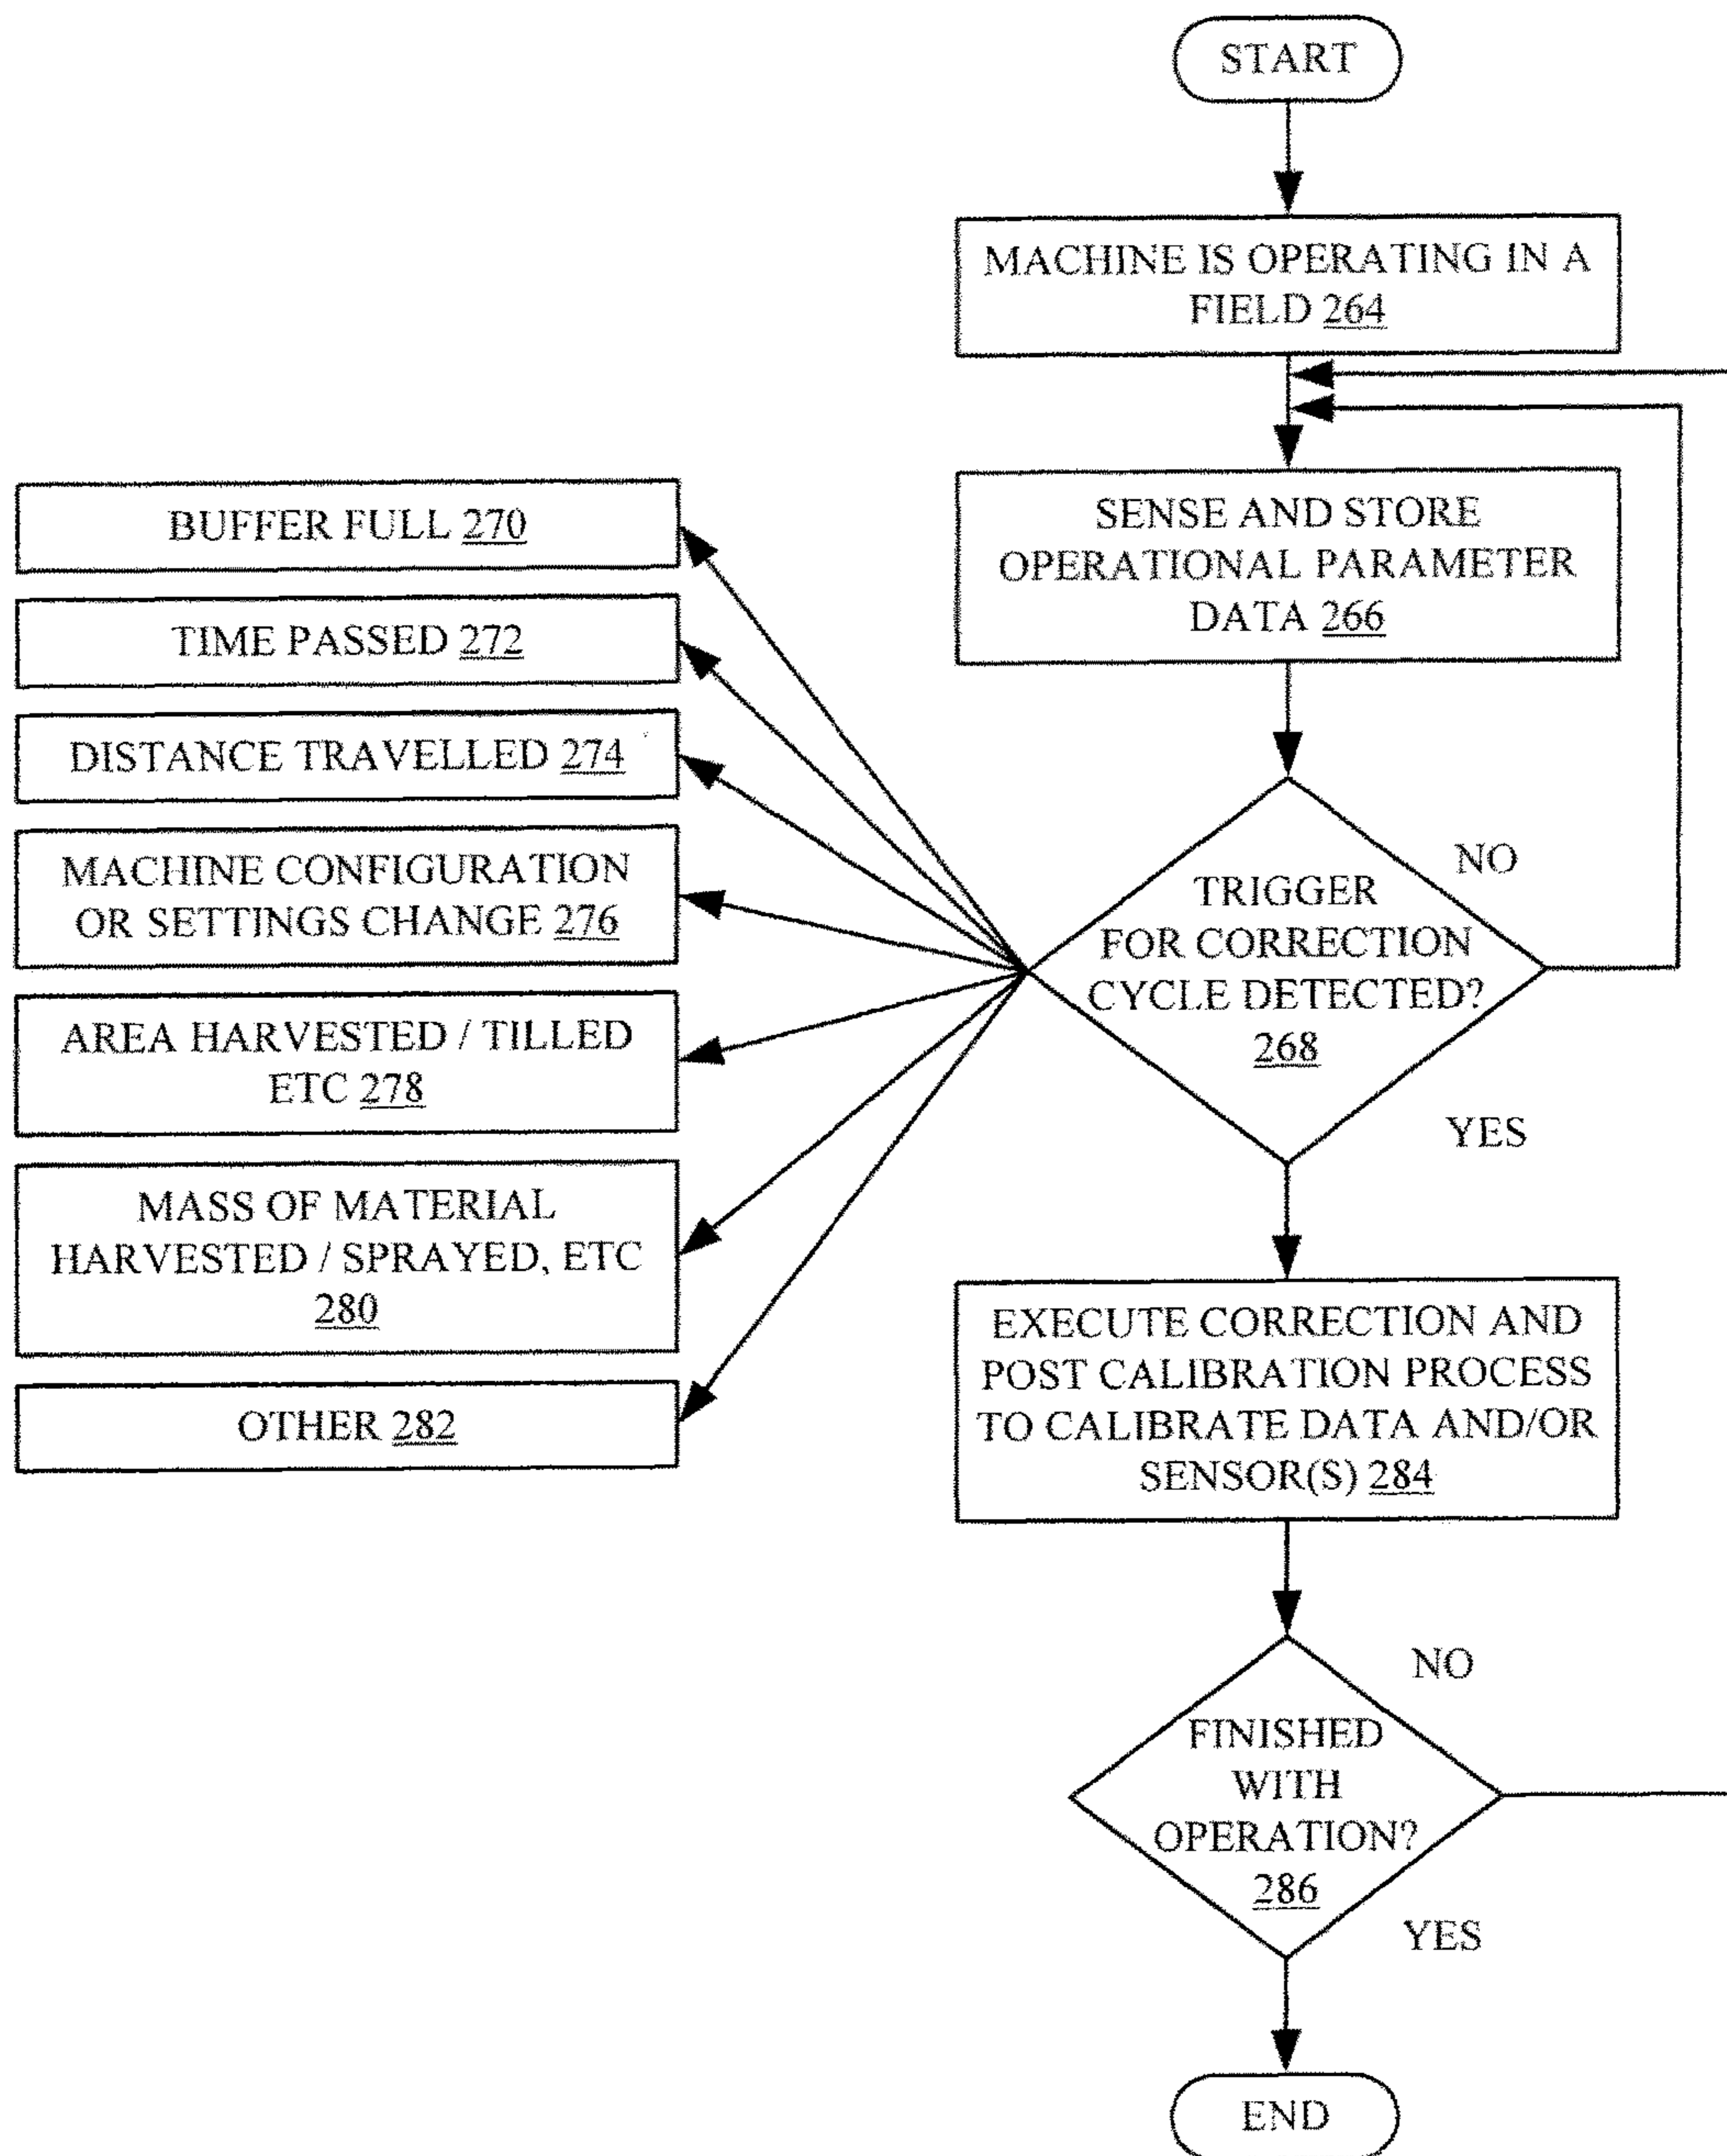 START
MACHINE IS OPERATING IN A
FIELD 264
SENSE AND STORE
OPERATIONAL PARAMETER
DATA 266
BUFFER FULL 270
TIME PASSED 272
DISTANCE TRAVELLED 274
MACHINE CONFIGURATION
OR SETTINGS CHANGE 276
AREA HARVESTED / TILLED
ETC 278
MASS OF MATERIAL
HARVESTED / SPRAYED, ETC
280
OTHER 282
NO
TRIGGER
FOR CORRECTION
CYCLE DETECTED?
268
YES
EXECUTE CORRECTION AND
POST CALIBRATION PROCESS
TO CALIBRATE DATA AND/OR
SENSOR(S) 284
NO
FINISHED
WITH
OPERATION?
286
YES
END